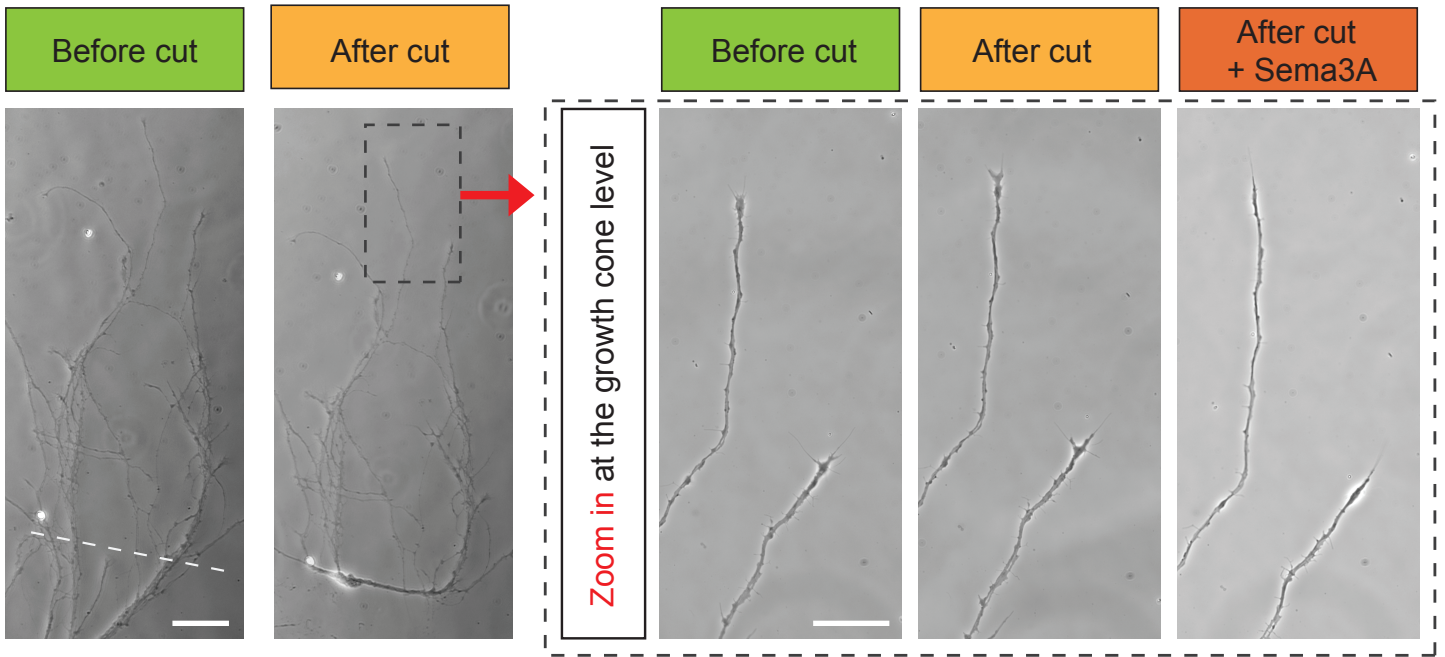 Before cut
After cut
Before cut
After cut
After cut
+ Sema3A
Zoom in at the growth cone level